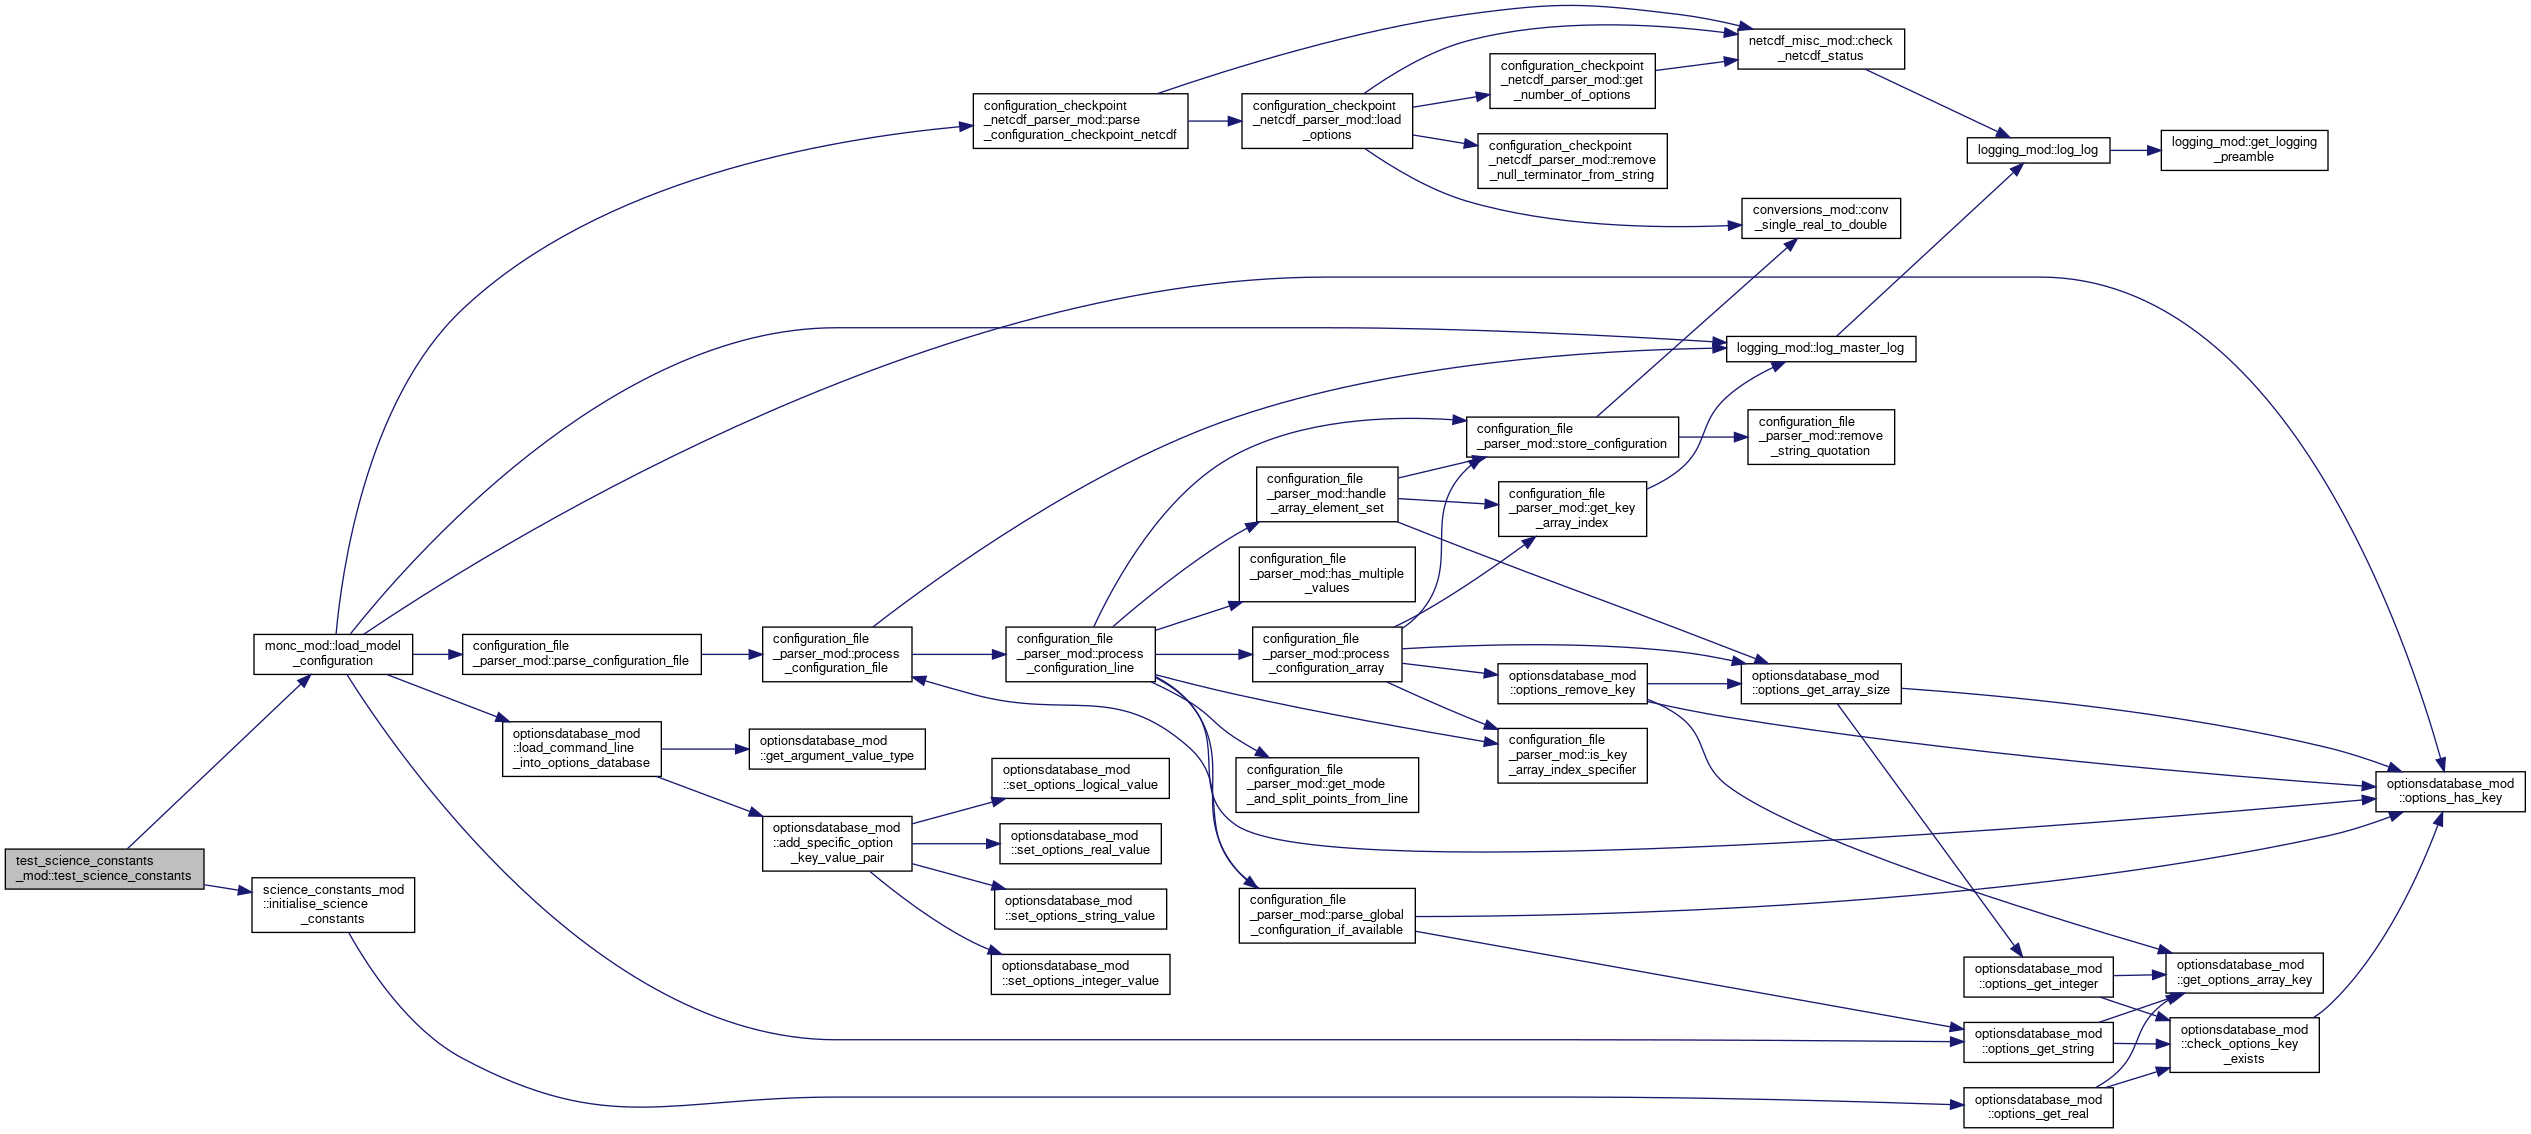 test_science_constants
_mod::test_science_constants
monc_mod::load_model
_configuration
science_constants_mod
::initialise_science
_constants
configuration_file
_parser_mod::parse_configuration_file
optionsdatabase_mod
::load_command_line
_into_options_database
configuration_file
_parser_mod::process
_configuration_file
optionsdatabase_mod
::get_argument_value_type
optionsdatabase_mod
::add_specific_option
_key_value_pair
configuration_checkpoint
_netcdf_parser_mod::parse
_configuration_checkpoint_netcdf
configuration_file
_parser_mod::process
_configuration_line
optionsdatabase_mod
::set_options_logical_value
optionsdatabase_mod
::set_options_real_value
optionsdatabase_mod
::set_options_string_value
optionsdatabase_mod
::set_options_integer_value
configuration_checkpoint
_netcdf_parser_mod::load
_options
configuration_file
_parser_mod::handle
_array_element_set
configuration_file
_parser_mod::has_multiple
_values
configuration_file
_parser_mod::process
_configuration_array
configuration_file
_parser_mod::get_mode
_and_split_points_from_line
configuration_file
_parser_mod::parse_global
_configuration_if_available
configuration_checkpoint
_netcdf_parser_mod::get
_number_of_options
configuration_checkpoint
_netcdf_parser_mod::remove
_null_terminator_from_string
configuration_file
_parser_mod::store_configuration
configuration_file
_parser_mod::get_key
_array_index
optionsdatabase_mod
::options_remove_key
configuration_file
_parser_mod::is_key
_array_index_specifier
netcdf_misc_mod::check
_netcdf_status
conversions_mod::conv
_single_real_to_double
logging_mod::log_master_log
configuration_file
_parser_mod::remove
_string_quotation
optionsdatabase_mod
::options_get_array_size
logging_mod::log_log
optionsdatabase_mod
::options_get_integer
optionsdatabase_mod
::options_get_string
optionsdatabase_mod
::options_get_real
logging_mod::get_logging
_preamble
optionsdatabase_mod
::get_options_array_key
optionsdatabase_mod
::check_options_key
_exists
optionsdatabase_mod
::options_has_key